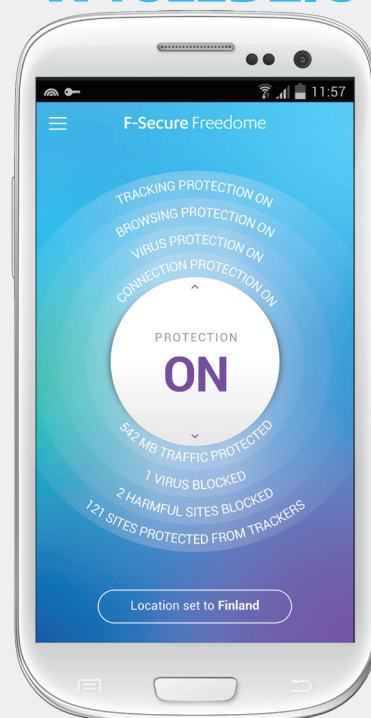 11:57
F-Secure Freedome
TRACKING PROTECTION ON
BROWSING PROTECTION ON
VIRUS PROTECTION ON
CONNECTION PROTECTION ON
PROTECTION
ON
542 MB TRAFFIC PROTECTED
1 VIRUS BLOCKED
2 HARMFUL SITES BLOCKED
121 SITES PROTECTED FROM TRACKERS
Location set to Finland